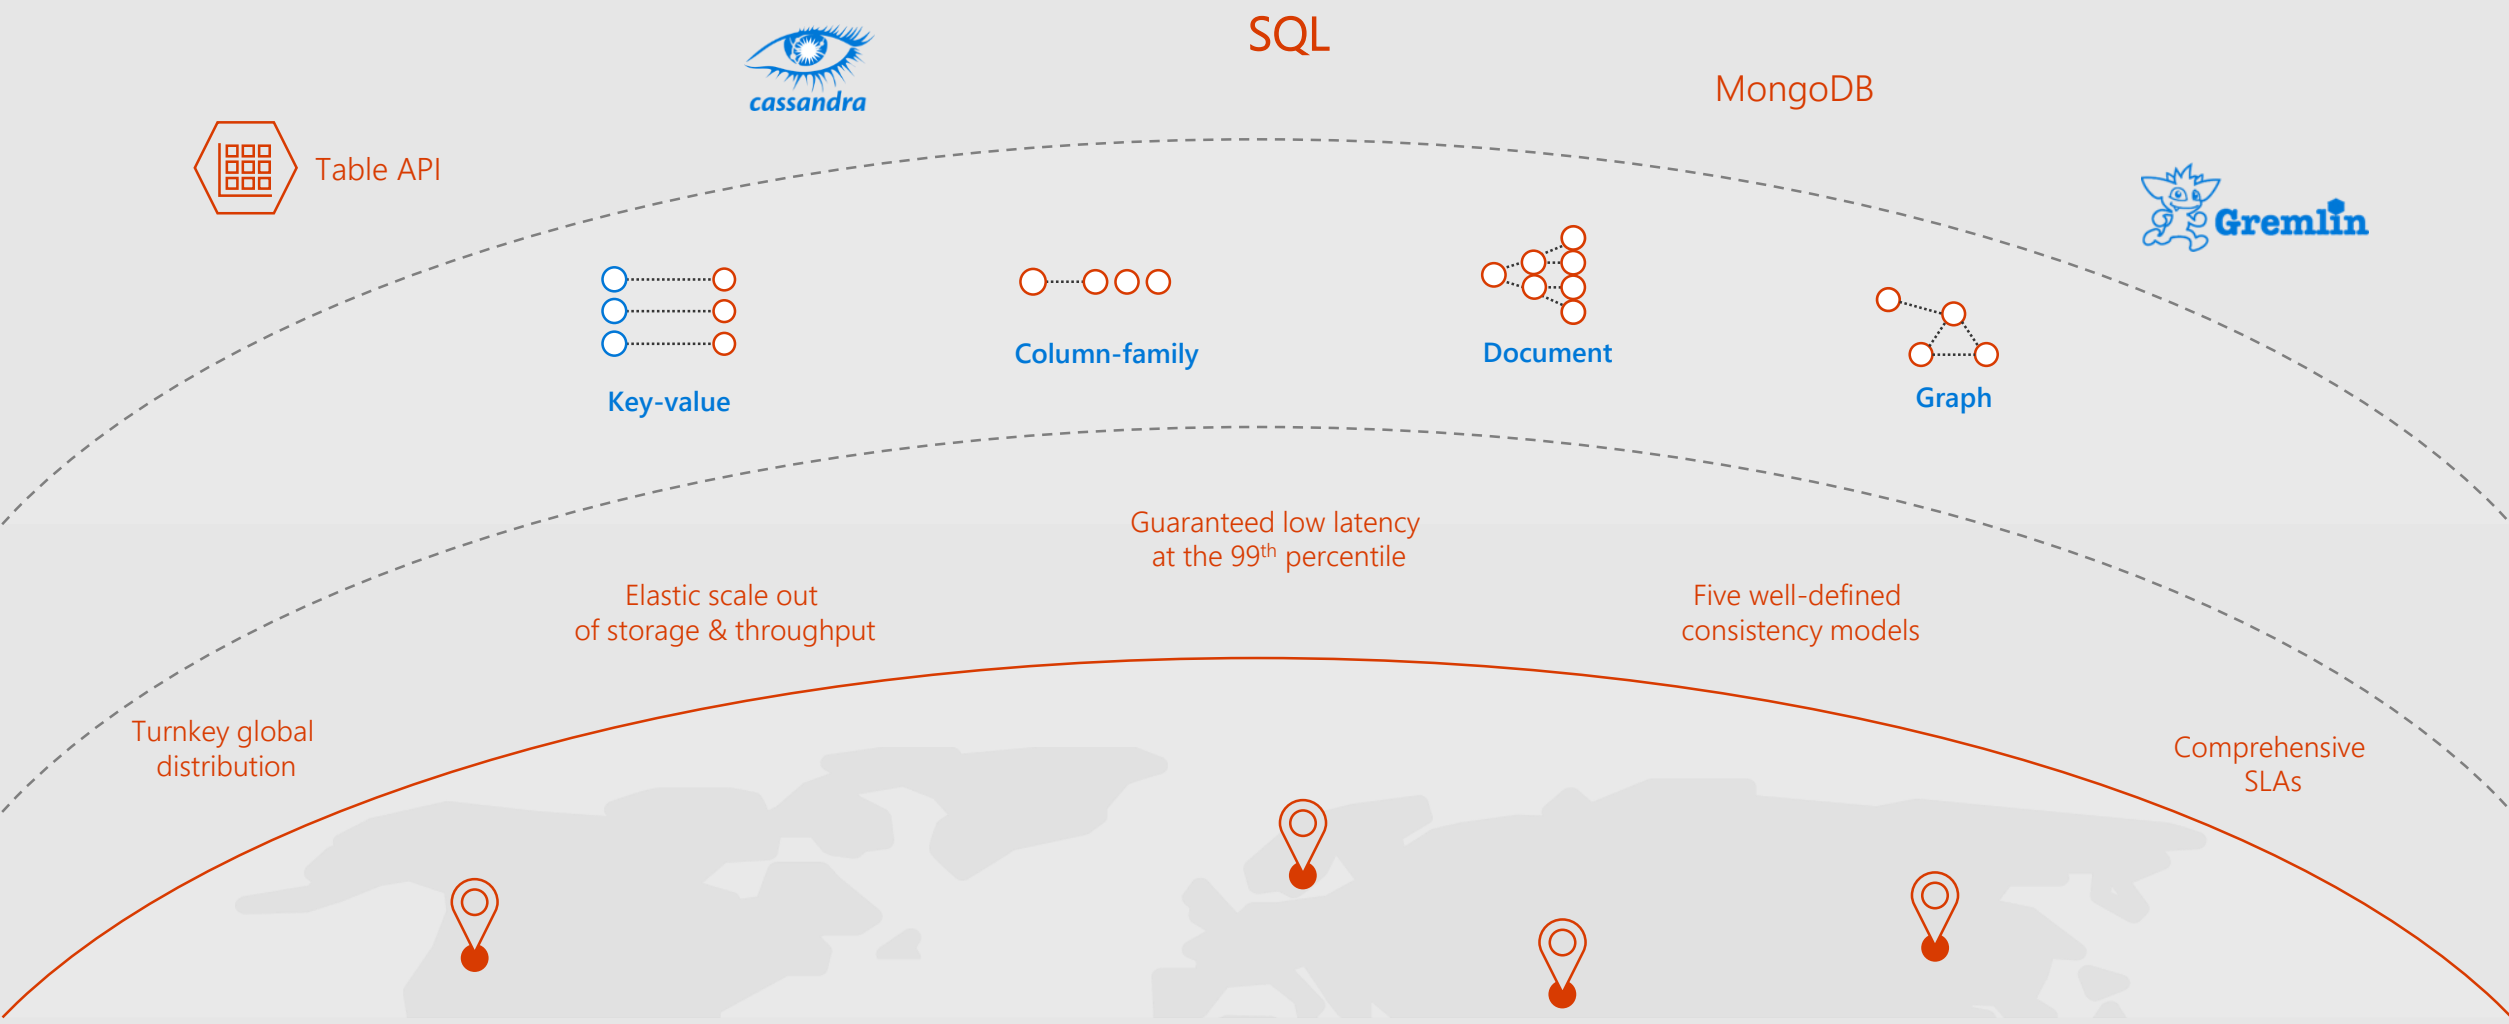 SQL
cassandra
MongoDB
Table API
Gremlin
Key-value
Column-family
Document
Graph
Guaranteed low latency
at the 99th percentile
Elastic scale out
of storage & throughput
Five well-defined
consistency models
Turnkey global
distribution
Comprehensive
SLAs